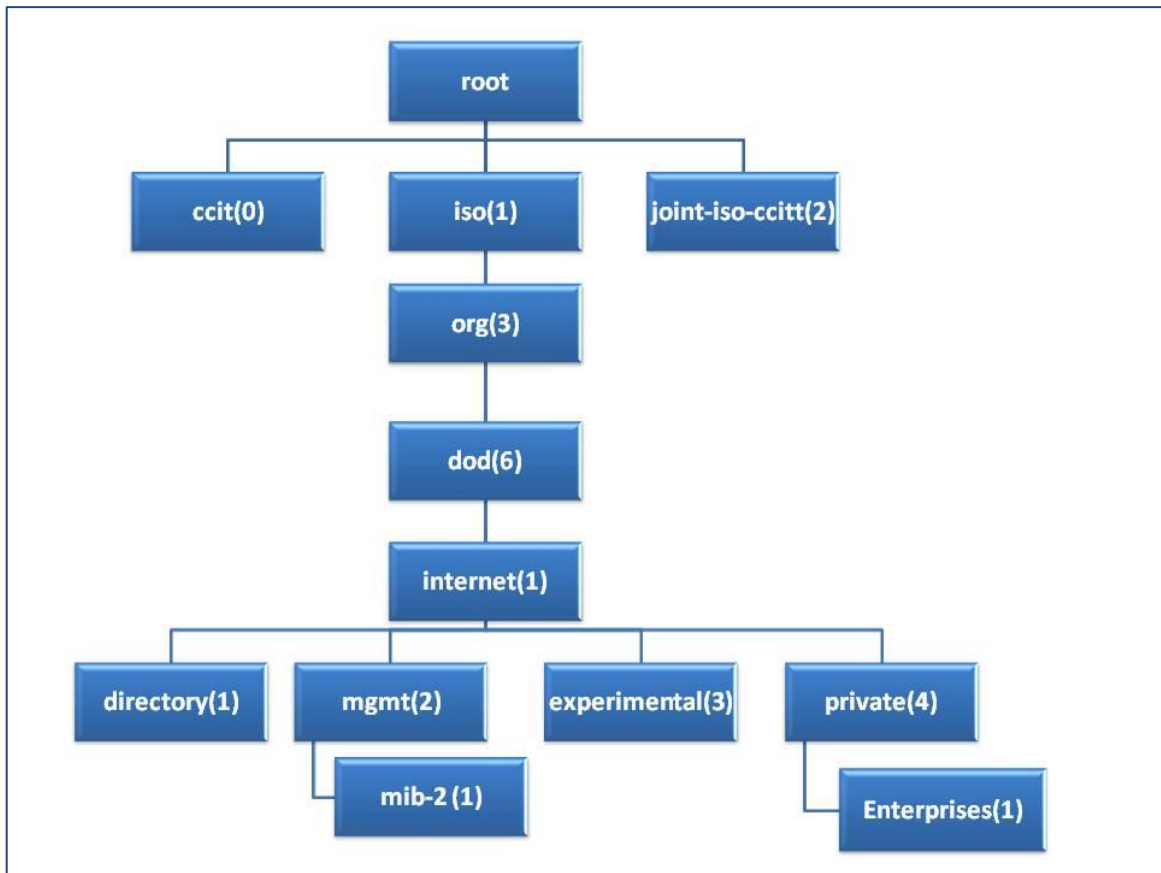 root
ccit(0)
iso(1)
joint-iso-ccitt(2)
org(3)
dod(6)
internet(1)
directory(1)
mgmt(2)
experimental(3)
private(4)
mib-2 (1)
Enterprises(1)